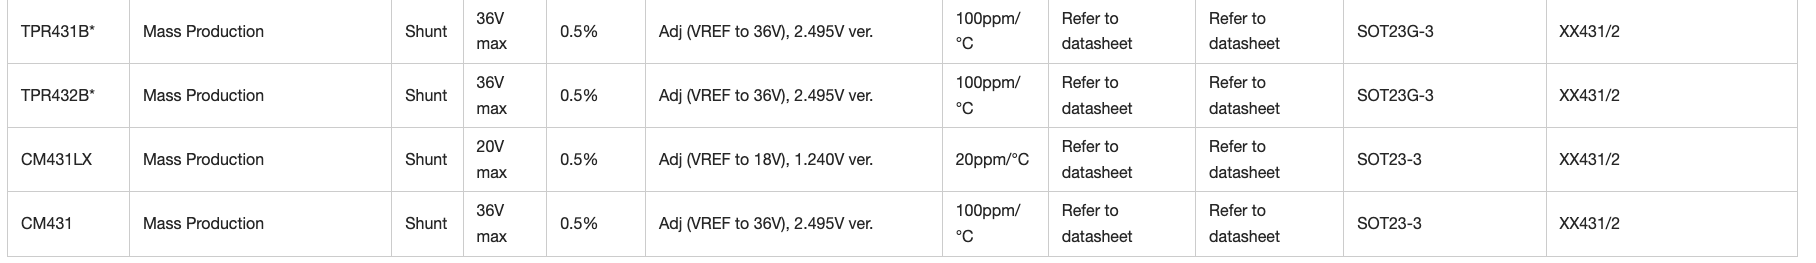 TPR431B* Mass Production Shunt 36V max 0.5% Adj (VREF to 36V), 2.495V ver. 100ppm/°C Refer to datasheet Refer to datasheet SOT23G-3 XX431/2
TPR432B* Mass Production Shunt 36V max 0.5% Adj (VREF to 36V), 2.495V ver. 100ppm/°C Refer to datasheet Refer to datasheet SOT23G-3 XX431/2
CM431LX Mass Production Shunt 20V max 0.5% Adj (VREF to 18V), 1.240V ver. 20ppm/°C Refer to datasheet Refer to datasheet SOT23-3 XX431/2
CM431 Mass Production Shunt 36V max 0.5% Adj (VREF to 36V), 2.495V ver. 100ppm/°C Refer to datasheet Refer to datasheet SOT23-3 XX431/2